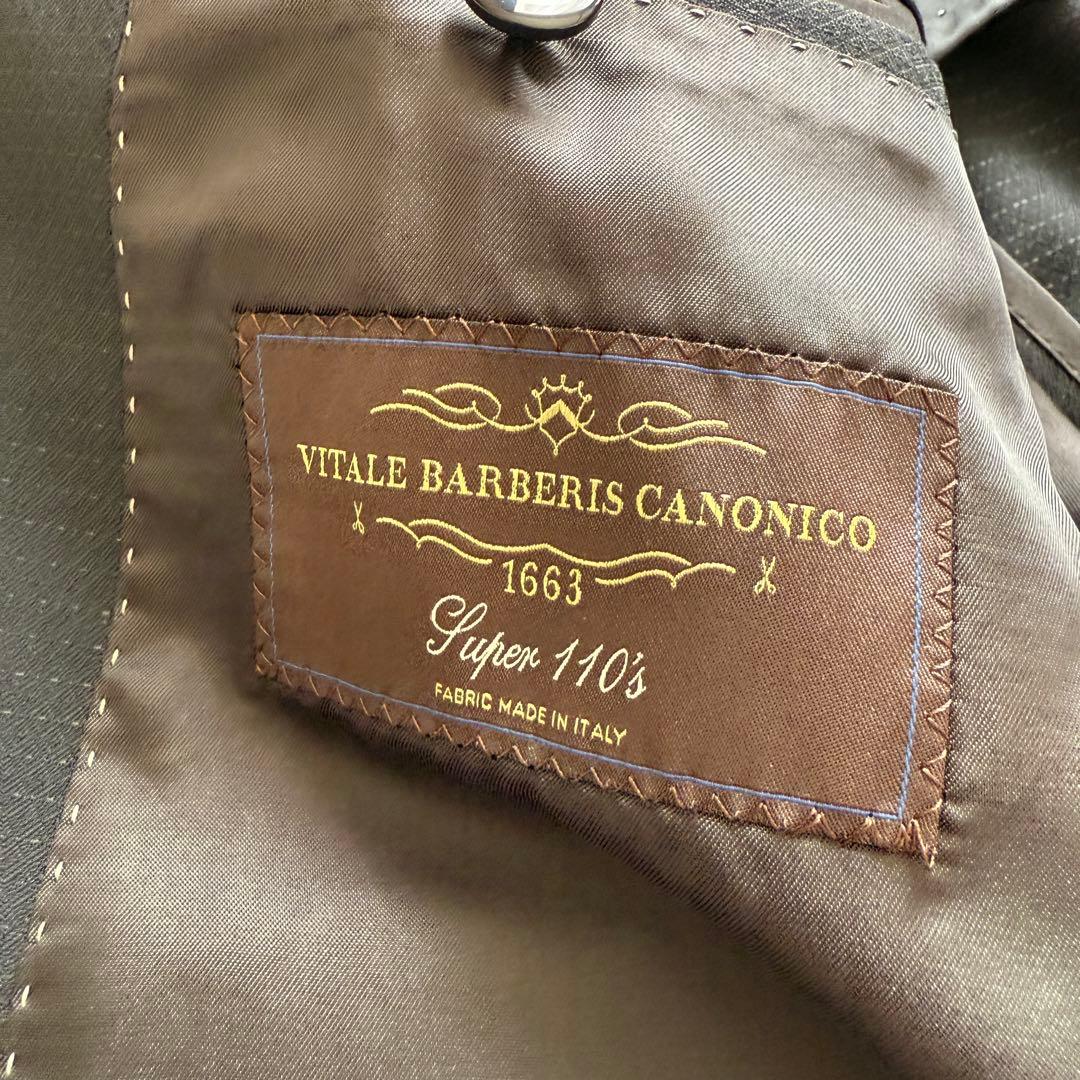 VITALE BARBERIS CANONICO
1663
Super 110's
FABRIC MADE IN ITALY